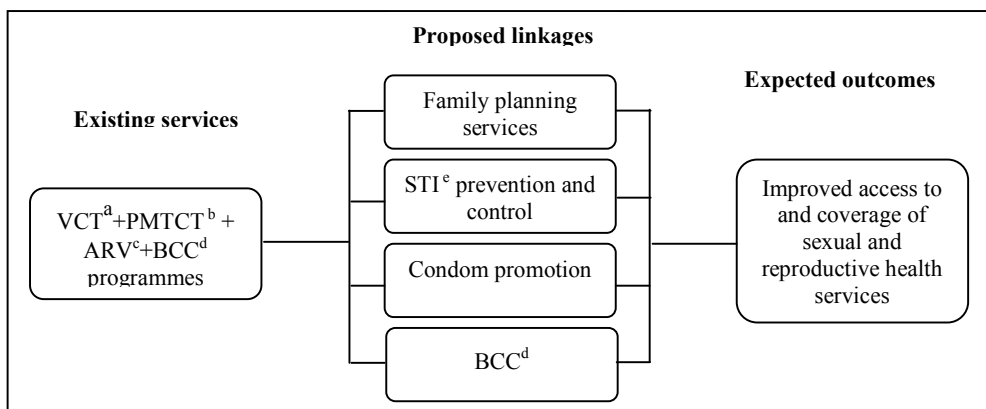 Proposed linkages
Existing services
VCTᵃ+PMTCT ᵇ +
ARVᶜ+BCCᵈ
programmes
Family planning
services
STI ᵉ prevention and
control
Condom promotion
BCCᵈ
Expected outcomes
Improved access to
and coverage of
sexual and
reproductive health
services